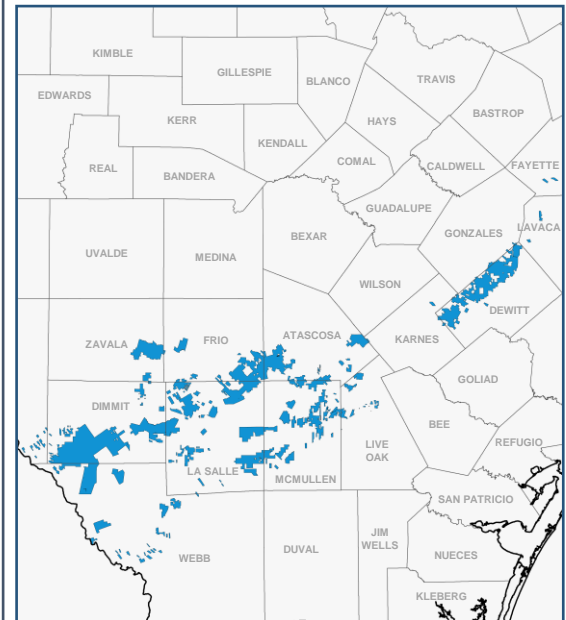 KIMBLE
GILLESPIE
BLANCO
TRAVIS
EDWARDS
BASTROP
KERR
HAYS
KENDALL
COMAL
CALDWELL
FAYETTE
REAL
BANDERA
GUADALUPE
LAVACA
GONZALES
BEXAR
UVALDE
MEDINA
WILSON
DEWITT
ATASCOSA
FRIO
ZAVALA
KARNES
GOLIAD
DIMMIT
BEE
REFUGIO
LIVE
OAK
LA SALLE
MCMULLEN
SAN PATRICIO
JIM
WELLS
DUVAL
NUECES
WEBB
KLEBERG